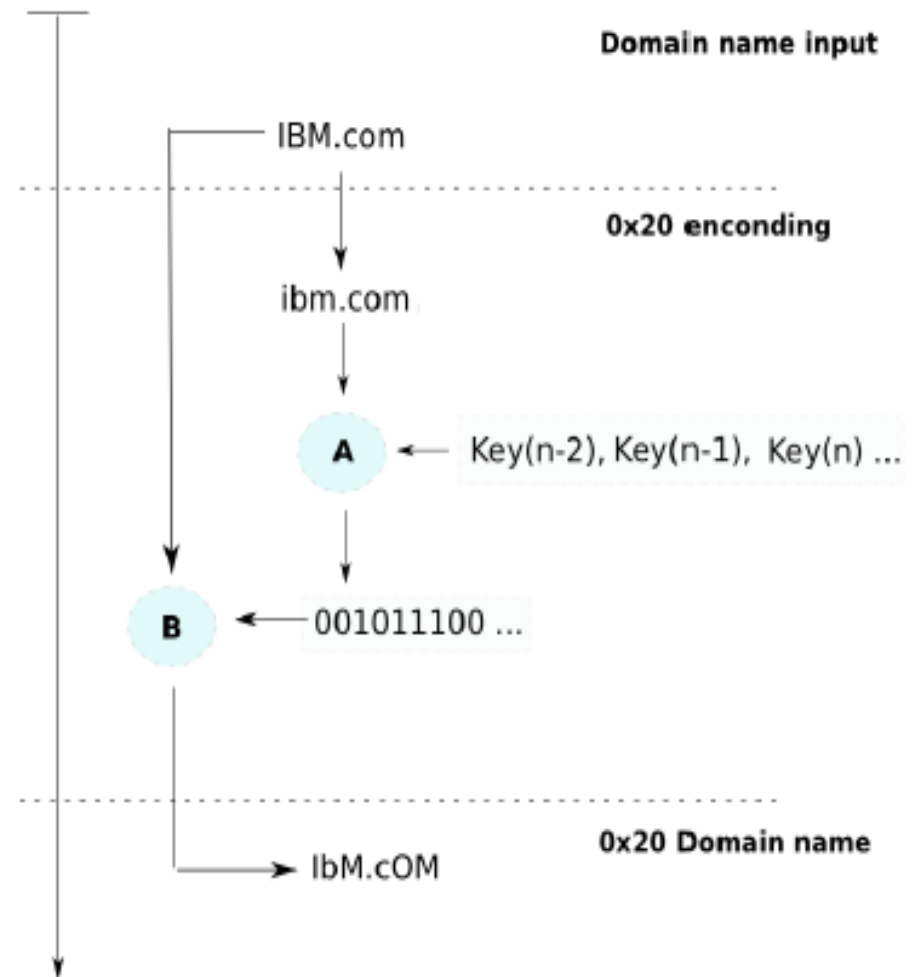 Domain name input
IBM.com
0x20 enconding
ibm.com
A
Key(n-2), Key(n-1), Key(n) ...
B
001011100 ...
0x20 Domain name
IbM.cOM